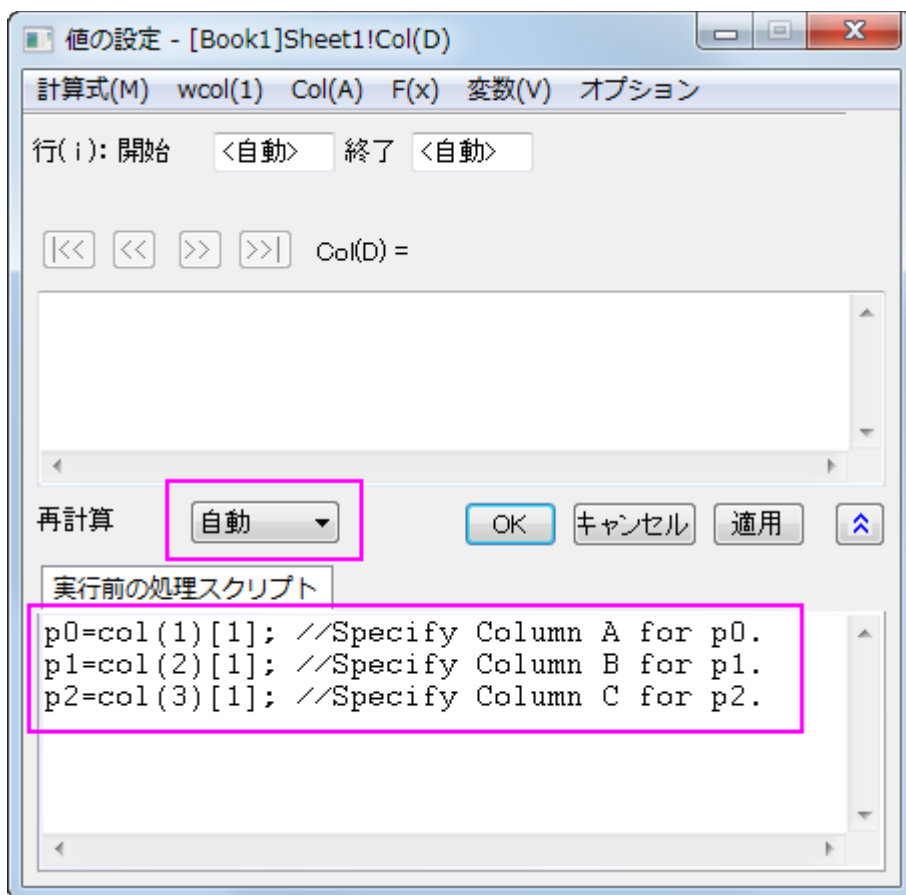 値の設定 - [Book1]Sheet1!Col(D)
計算式(M) wcol(1) Col(A) F(x) 変数(V) オプション
行(i): 開始 <自動> 終了 <自動>
|<< << >> >>| Col(D) =
再計算 自動 OK キャンセル 適用
実行前の処理スクリプト
p0=col(1)[1]; //Specify Column A for p0.
p1=col(2)[1]; //Specify Column B for p1.
p2=col(3)[1]; //Specify Column C for p2.